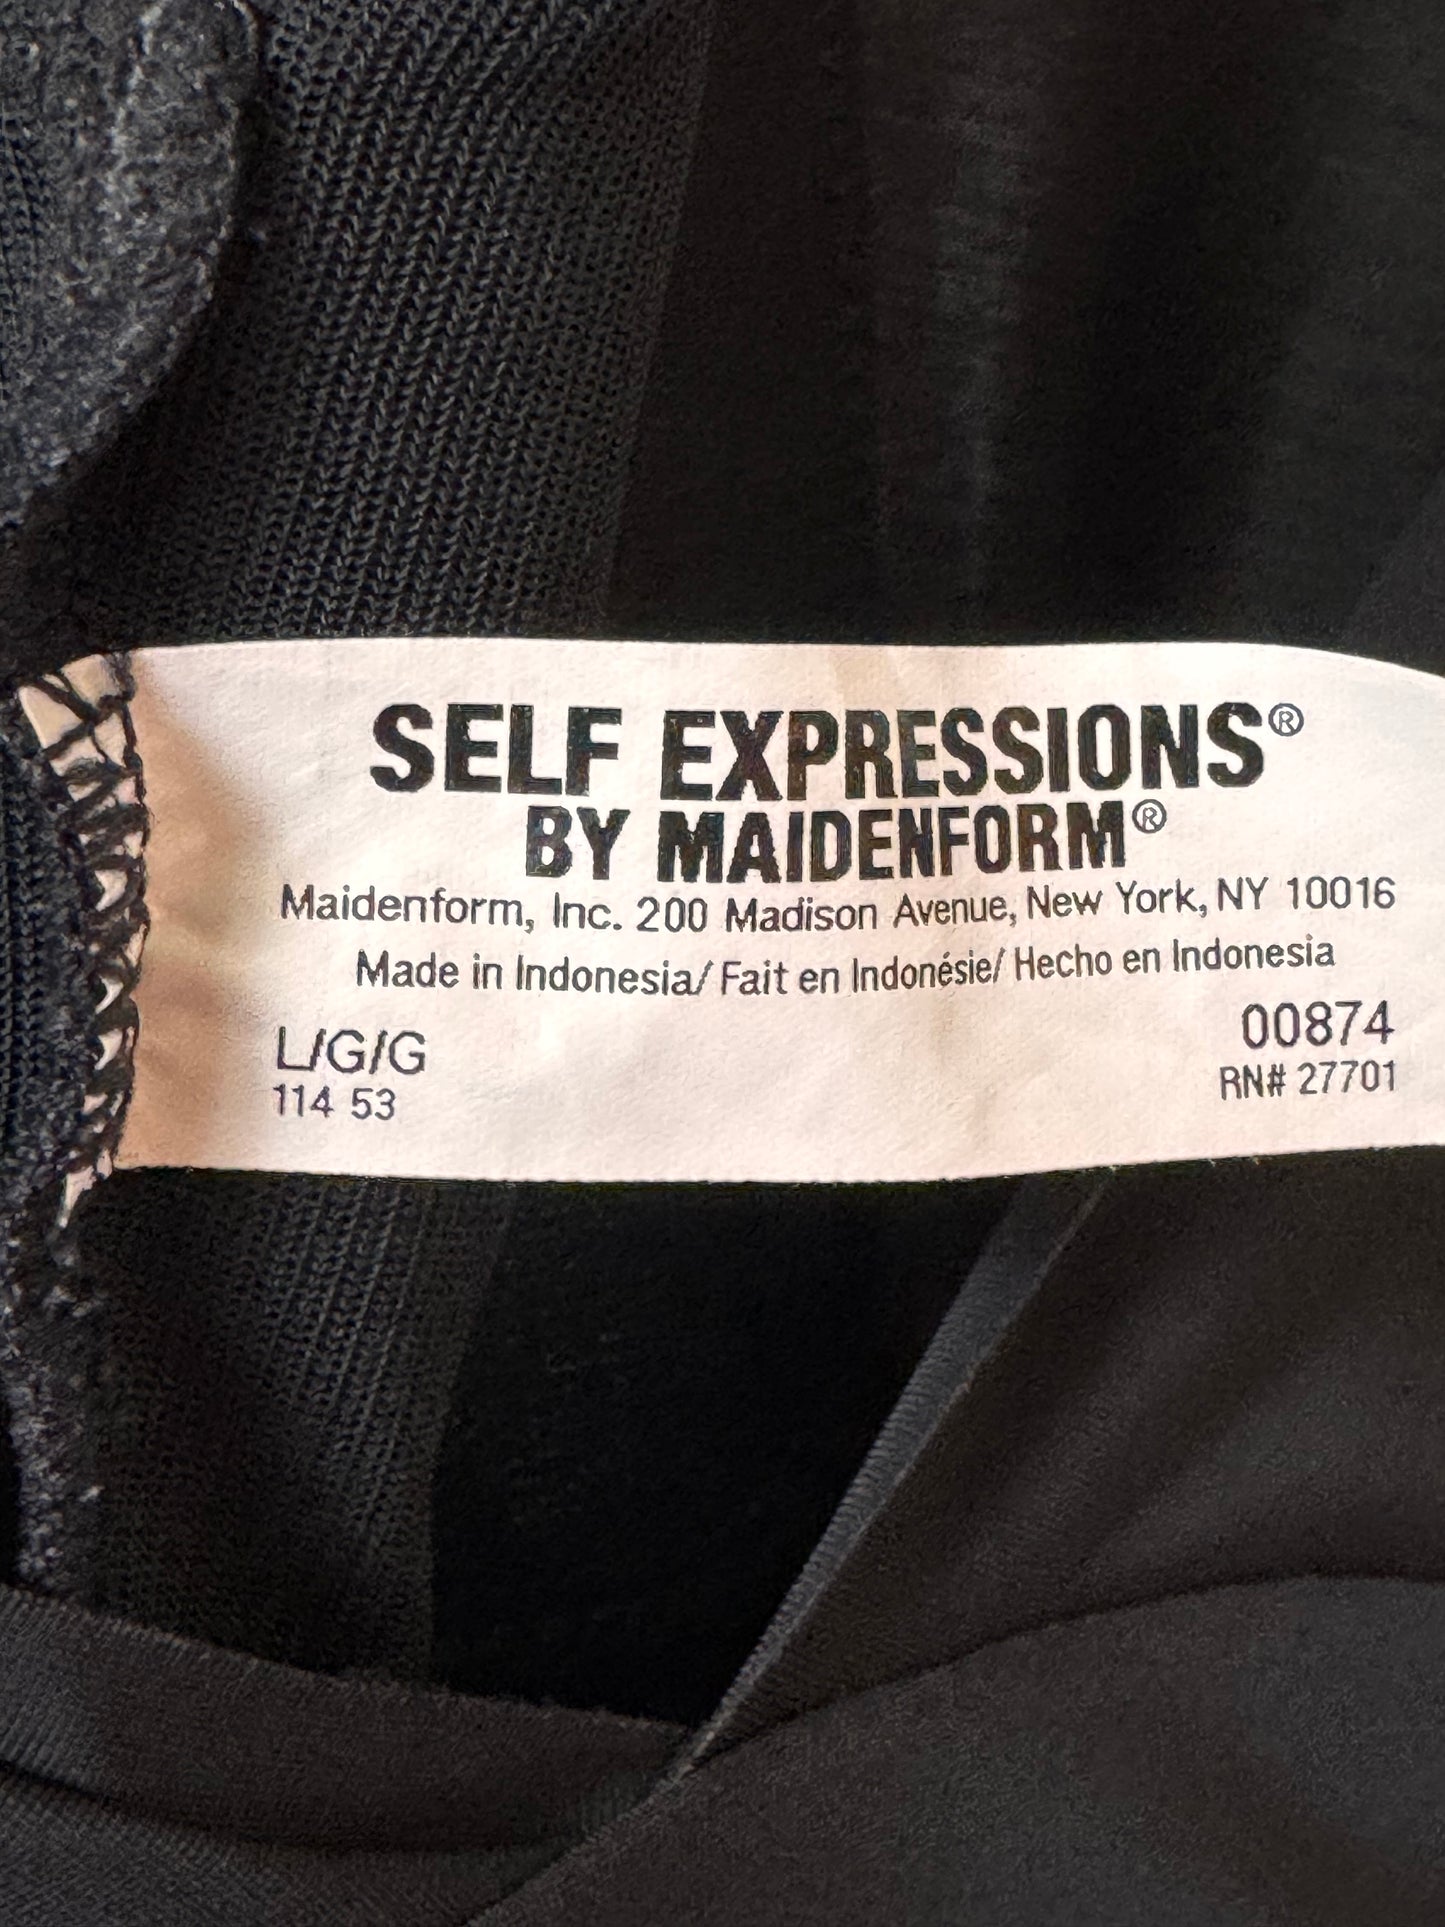 SELF EXPRESSIONS®
BY MAIDENFORM®
Maidenform, Inc. 200 Madison Avenue, New York, NY 10016
Made in Indonesia/ Fait en Indonésie/ Hecho en Indonesia
L/G/G 00874
114 53 RN# 27701